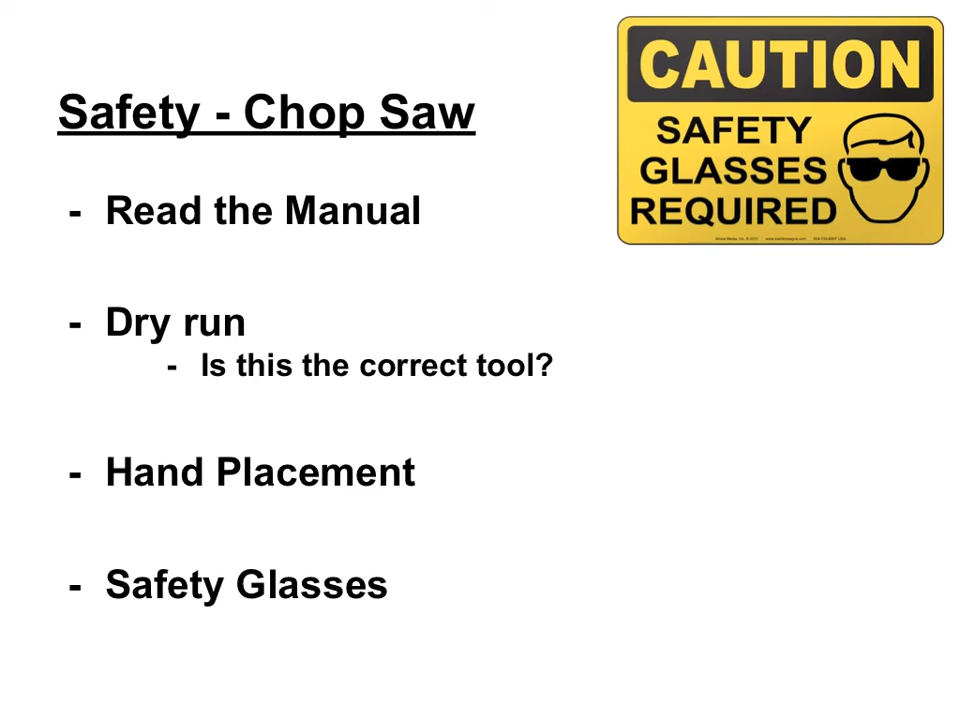 CAUTION
SAFETY
GLASSES
REQUIRED
Safety - Chop Saw
- Read the Manual
- Dry run
- Is this the correct tool?
- Hand Placement
- Safety Glasses